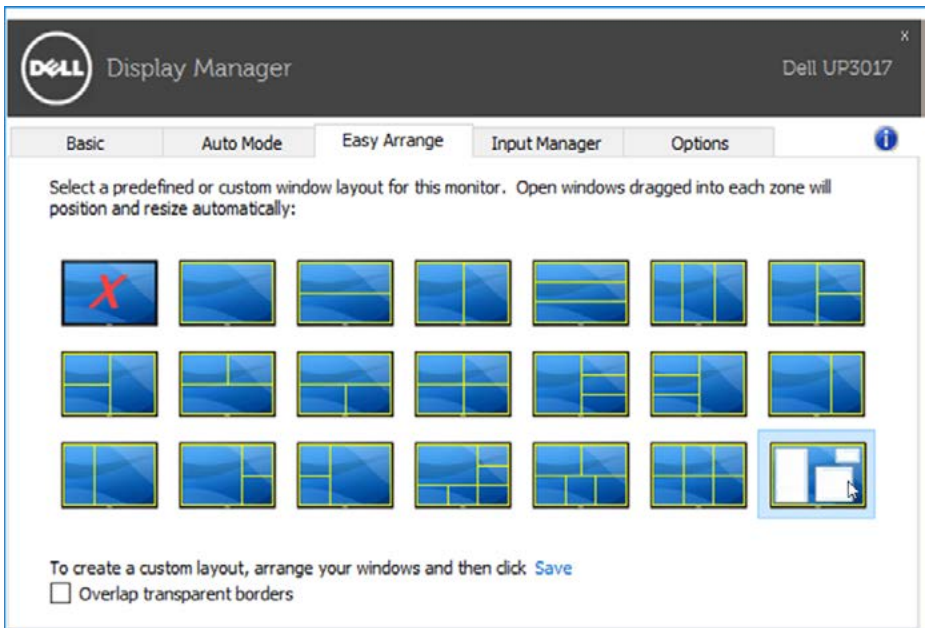 x
DELL Display Manager Dell UP3017
Basic Auto Mode Easy Arrange Input Manager Options i
Select a predefined or custom window layout for this monitor. Open windows dragged into each zone will
position and resize automatically:
X
To create a custom layout, arrange your windows and then click Save
Overlap transparent borders